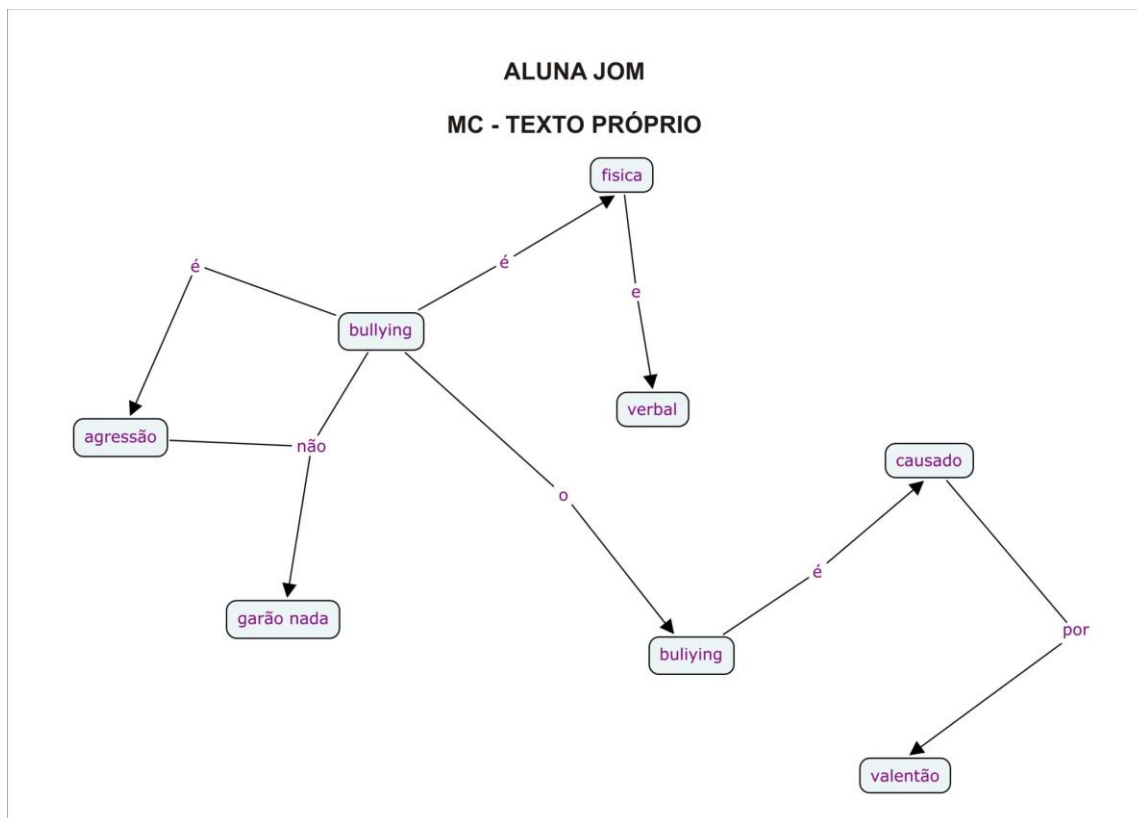 ALUNA JOM
MC - TEXTO PRÓPRIO
fisica
é
é
e
bullying
verbal
agressão
não
causado
o
é
garão nada
por
buliying
valentão